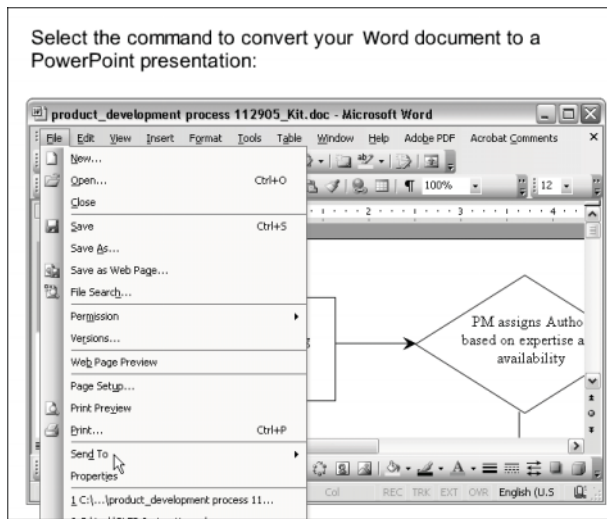 Select the command to convert your Word document to a
PowerPoint presentation:
product_development process 112905_Kit.doc - Microsoft Word
File Edit View Insert Format Tools Table Window Help Adobe PDF Acrobat Comments
New...
Open... Ctrl+O
100% 12
Close
2 3 4
Save Ctrl+S
Save As...
Save as Web Page...
File Search...
Permission
Versions...
Web Page Preview
Page Setup...
Print Preview
Print... Ctrl+P
Send To
Properties
1 C:\...\product_development process 11...
PM assigns Autho
based on expertise a
availability
Col REC TRK EXT OVR English (U.S